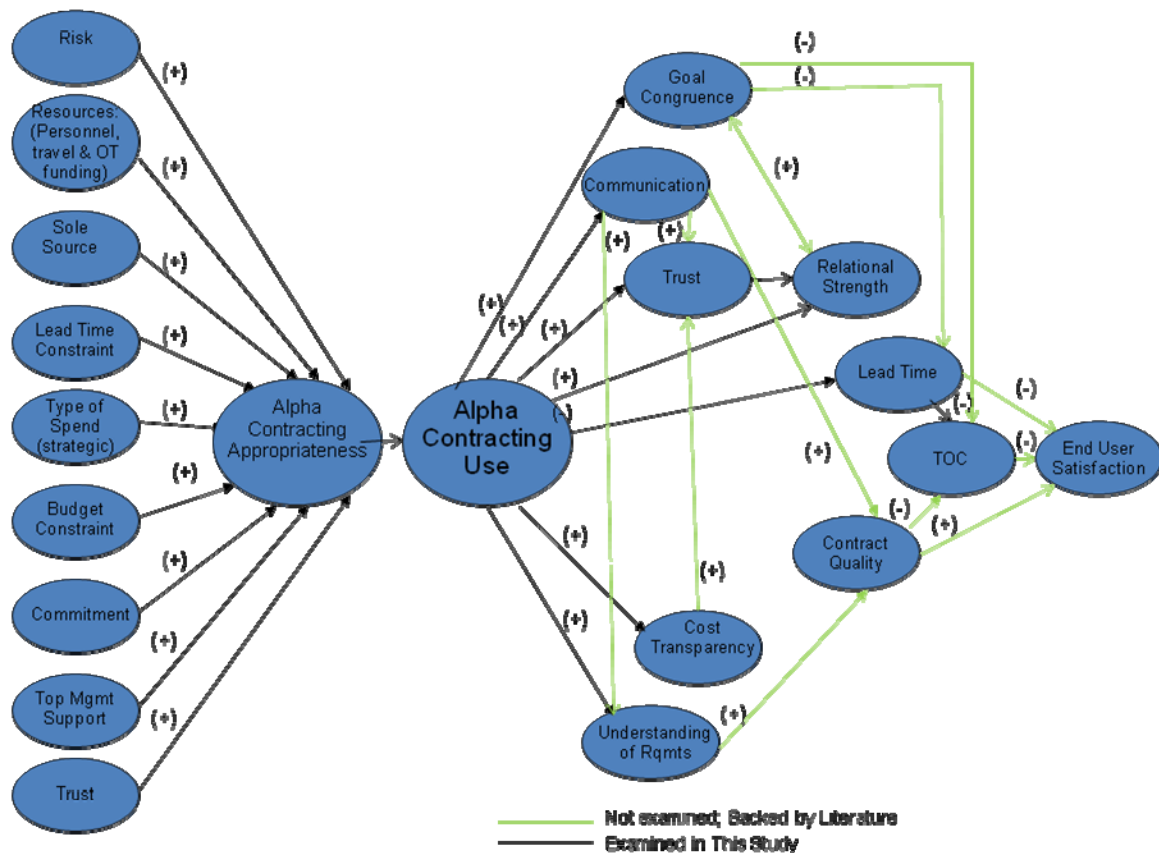 Risk
(+)
Resources:
(Personnel,
travel & OT
funding)
(+)
Sole
Source
(+)
Lead Time
Constraint
(+)
Type of
Spend
(strategic)
(+)
Budget
Constraint
(+)
Commitment
(+)
Top Mgmt
Support
(+)
Trust
(+)
Alpha
Contracting
Appropriateness
Alpha
Contracting
Use
(+)
(+)
(+)
(+)
(-)
(+)
(+)
Goal
Congruence
(-)
(-)
(+)
Communication
(+)
(+)
(+)
Trust
Relational
Strength
Lead Time
(-)
(-)
TOC
(-)
End User
Satisfaction
Contract
Quality
(-)
(+)
Cost
Transparency
(+)
Understanding
of Rqmts
(+)
Not examined; Backed by Literature
Examined in This Study